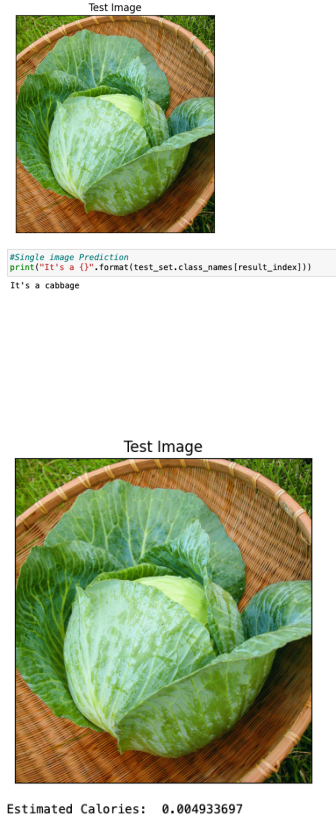 Test Image
#Single image Prediction
print("It's a {}".format(test_set.class_names[result_index]))
It's a cabbage
Test Image
Estimated Calories: 0.004933697